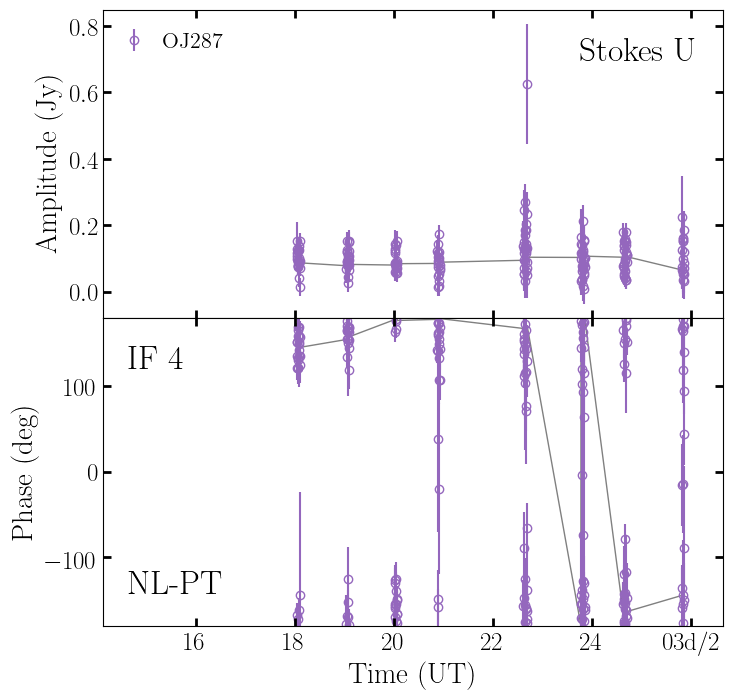 OJ287
Stokes U
0.8
0.6
0.4
0.2
0.0
Amplitude (Jy)
IF 4
NL-PT
100
0
−100
Phase (deg)
16 18 20 22 24 03d/2
Time (UT)